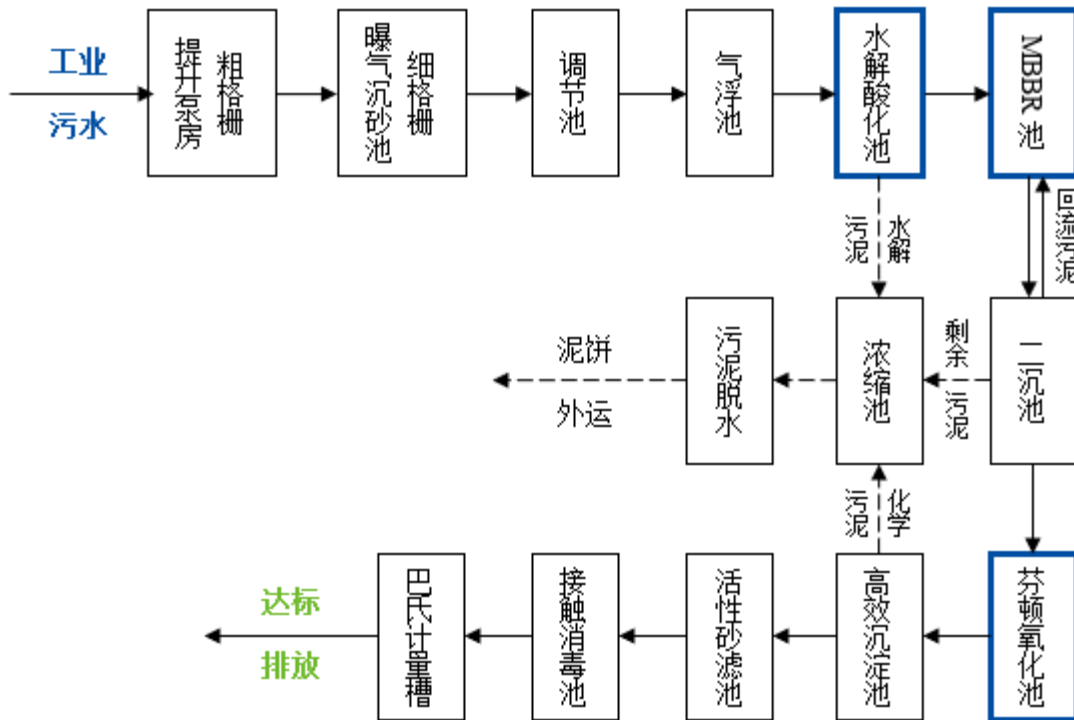 工业
污水
粗格栅
提升泵房
细格栅
曝气沉砂池
调节池
气浮池
水解酸化池
MBBR池
水解
污泥
回流污泥
泥饼
外运
污泥脱水
浓缩池
剩余
污泥
二沉池
化学
污泥
达标
排放
巴氏计量槽
接触消毒池
活性砂滤池
高效沉淀池
芬顿氧化池